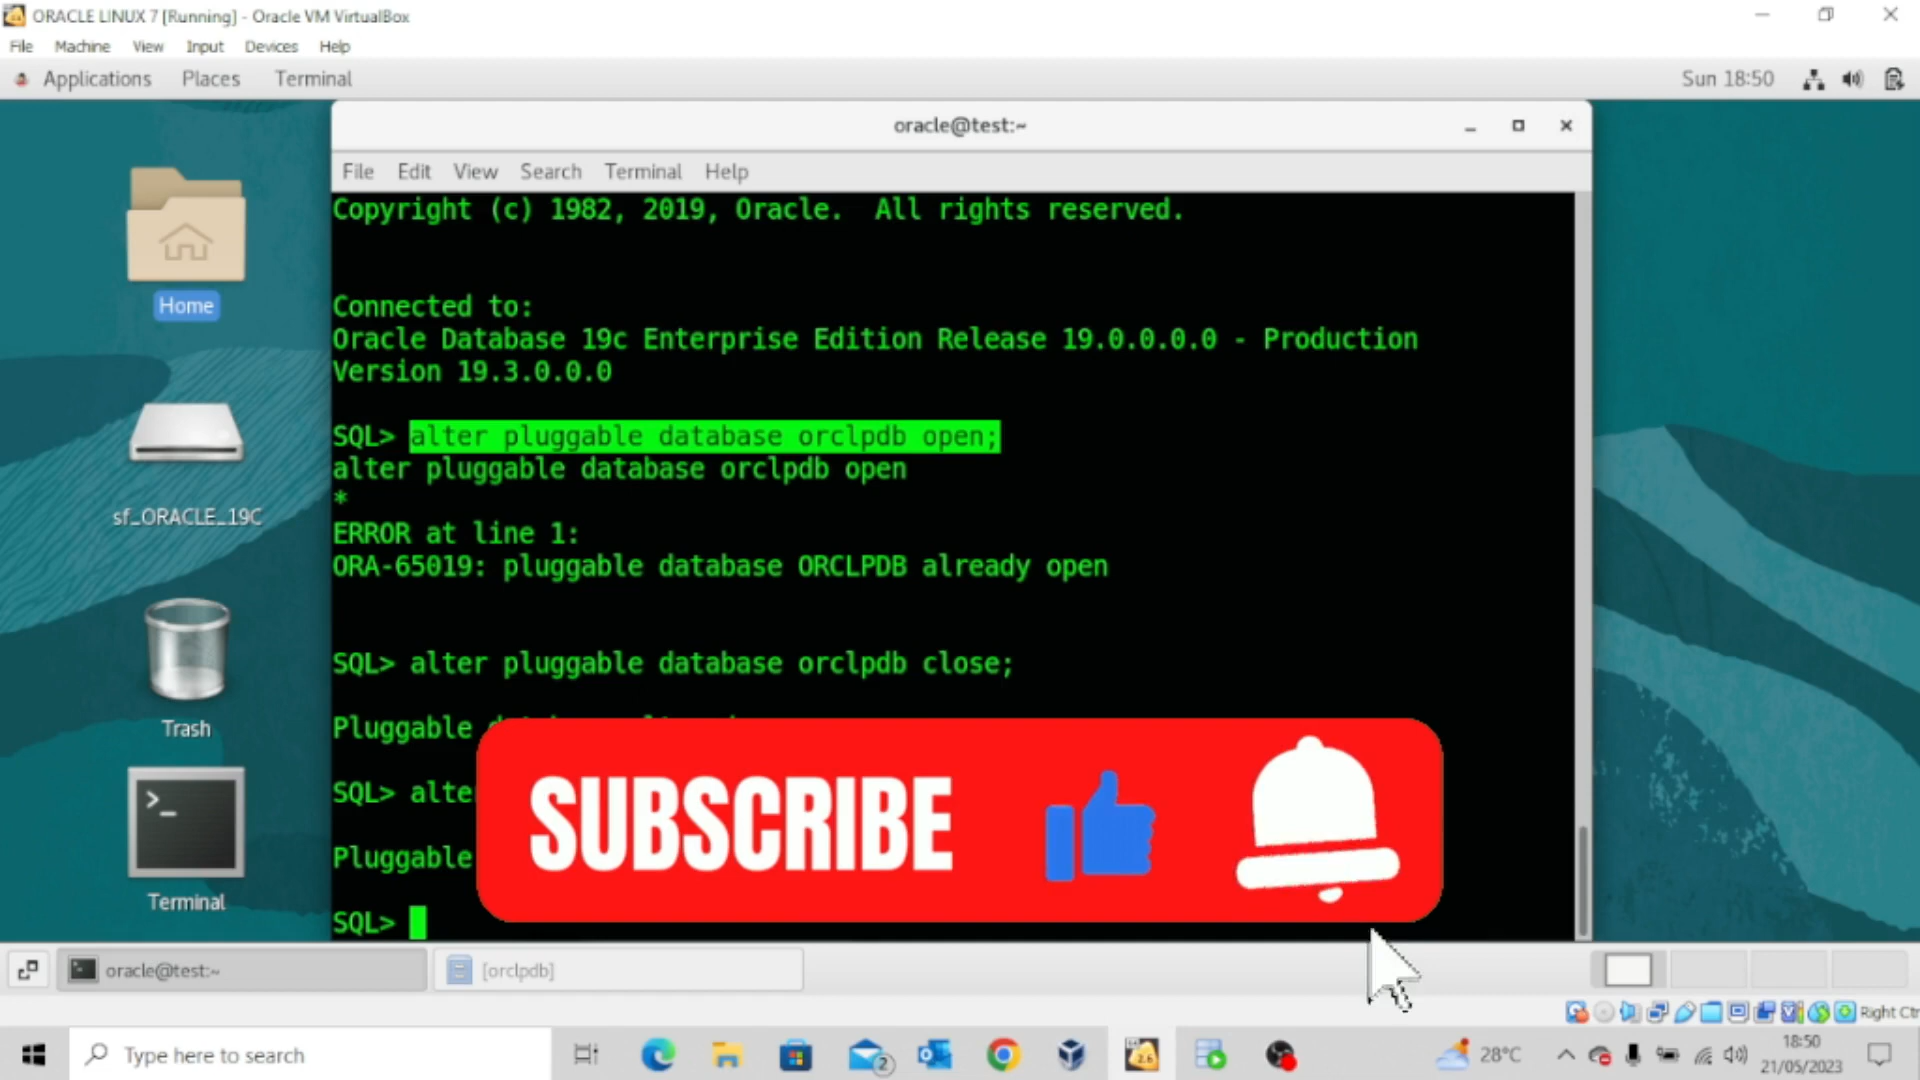 ORACLE LINUX 7 [Running] - Oracle VM VirtualBox
File Machine View Input Devices Help
Applications Places Terminal Sun 18:50
oracle@test:~
File Edit View Search Terminal Help
Copyright (c) 1982, 2019, Oracle. All rights reserved.
Connected to:
Oracle Database 19c Enterprise Edition Release 19.0.0.0.0 - Production
Version 19.3.0.0.0
SQL> alter pluggable database orclpdb open;
alter pluggable database orclpdb open
*
ERROR at line 1:
ORA-65019: pluggable database ORCLPDB already open
SQL> alter pluggable database orclpdb close;
Pluggable
SQL> alte
Pluggable
SQL>
Home
sf_ORACLE_19C
Trash
>_
Terminal
SUBSCRIBE
oracle@test:~ [orclpdb]
Right Ctr
Type here to search
2
2.6
28°C
18:50
21/05/2023